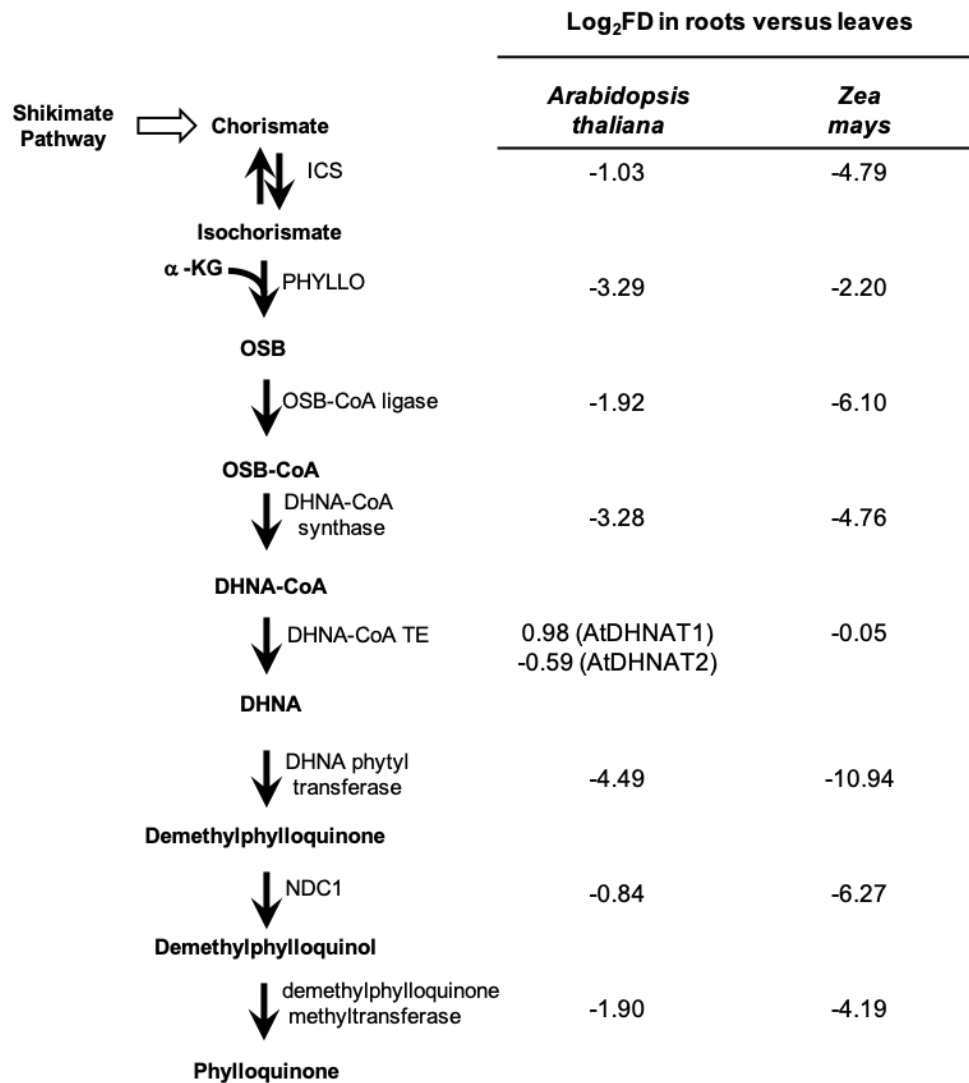 Log₂FD in roots versus leaves
Arabidopsis thaliana
Zea mays
Shikimate Pathway
Chorismate
ICS
-1.03
-4.79
Isochorismate
α -KG
PHYLLO
-3.29
-2.20
OSB
OSB-CoA ligase
-1.92
-6.10
OSB-CoA
DHNA-CoA
synthase
-3.28
-4.76
DHNA-CoA
DHNA-CoA TE
0.98 (AtDHNAT1)
-0.59 (AtDHNAT2)
-0.05
DHNA
DHNA phytyl
transferase
-4.49
-10.94
Demethylphylloquinone
NDC1
-0.84
-6.27
Demethylphylloquinol
demethylphylloquinone
methyltransferase
-1.90
-4.19
Phylloquinone